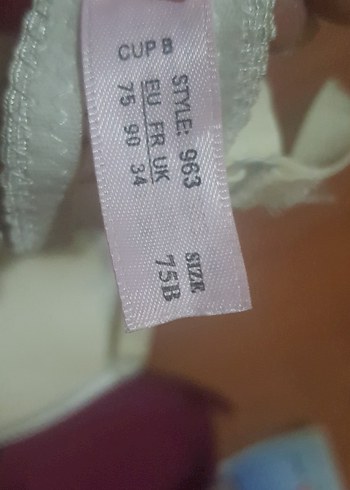 CUP B
STYLE: 963
EU FR UK
75 90 34
SIZE
75B